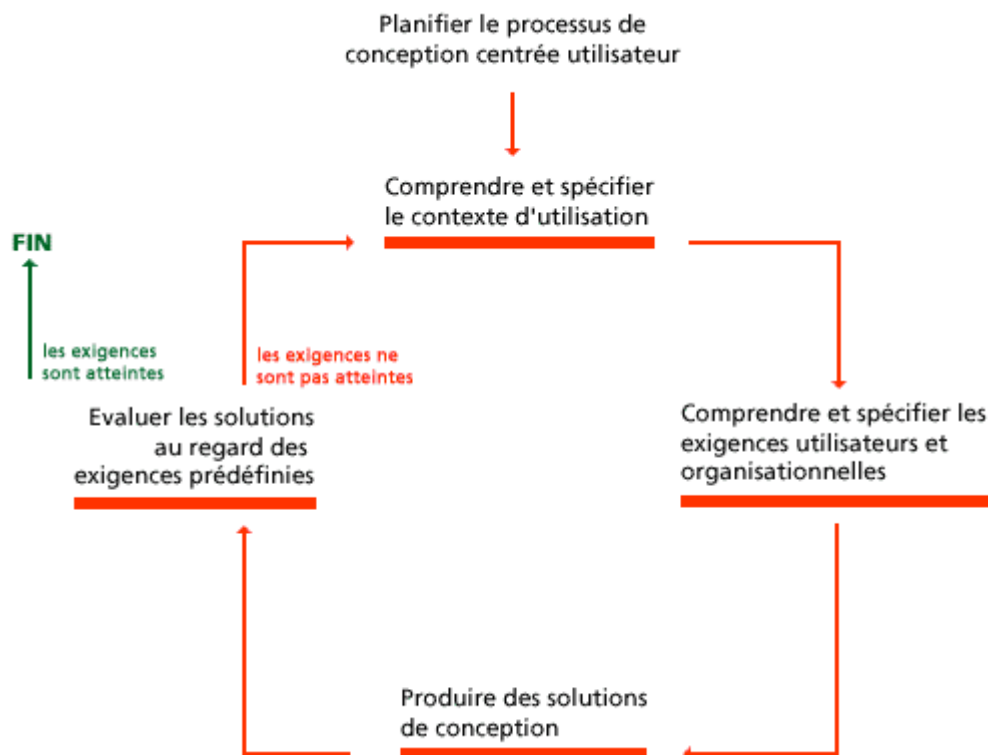 Planifier le processus de
conception centrée utilisateur
Comprendre et spécifier
le contexte d'utilisation
FIN
les exigences
sont atteintes
les exigences ne
sont pas atteintes
Evaluer les solutions
au regard des
exigences prédéfinies
Comprendre et spécifier les
exigences utilisateurs et
organisationnelles
Produire des solutions
de conception